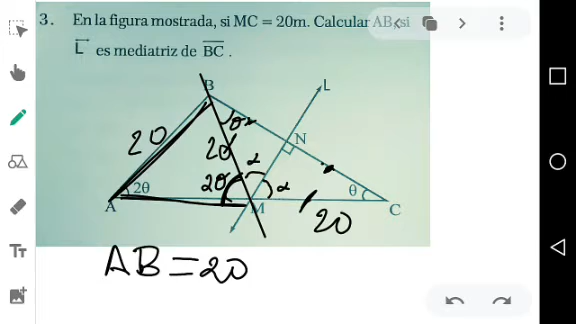 3. En la figura mostrada, si MC = 20m. Calcular AB, si
L es mediatriz de BC .
B
L
20
θ
N
20
α
2θ
2θ
α
θ
A
M
20
C
AB = 20
Tт